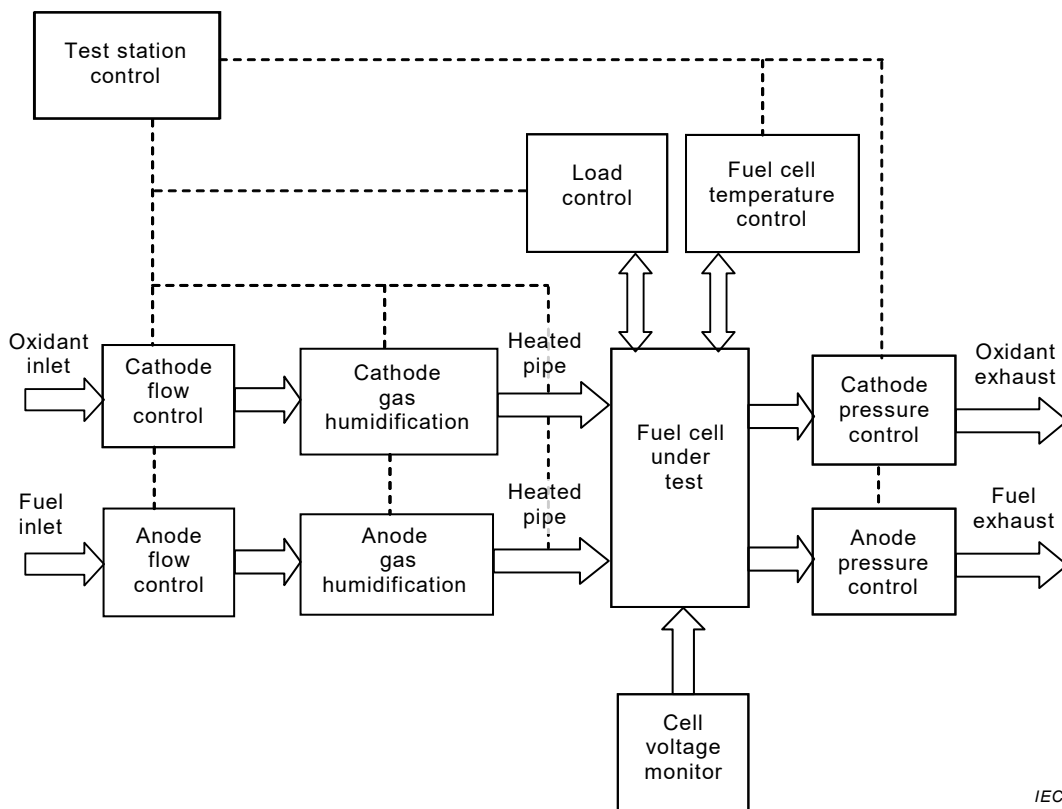 Test station
control
Load
control
Fuel cell
temperature
control
Oxidant
inlet
Cathode
flow
control
Cathode
gas
humidification
Heated
pipe
Fuel cell
under
test
Cathode
pressure
control
Oxidant
exhaust
Fuel
inlet
Anode
flow
control
Anode
gas
humidification
Heated
pipe
Anode
pressure
control
Fuel
exhaust
Cell
voltage
monitor
IEC